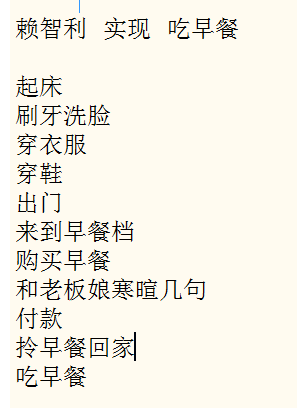 赖智利 实现 吃早餐
起床
刷牙洗脸
穿衣服
穿鞋
出门
来到早餐档
购买早餐
和老板娘寒暄几句
付款
拎早餐回家
吃早餐